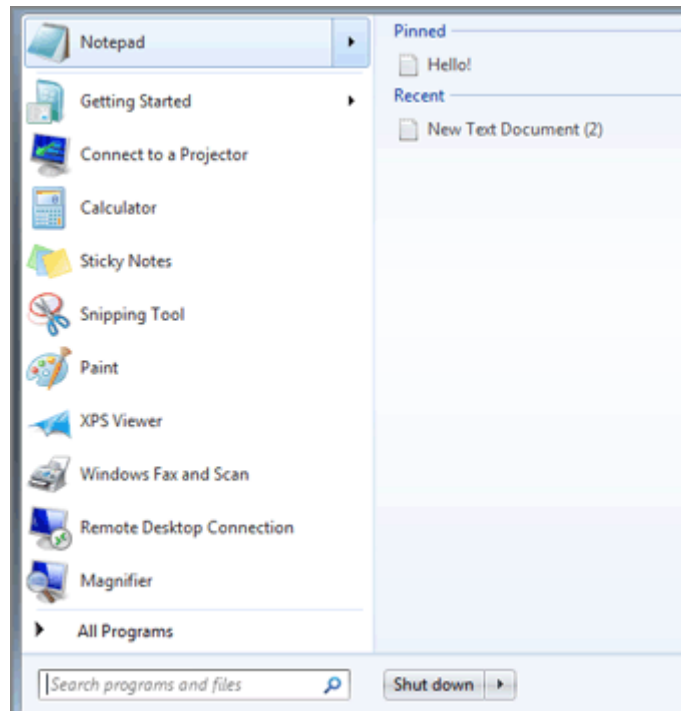 Notepad
Getting Started
Connect to a Projector
Calculator
Sticky Notes
Snipping Tool
Paint
XPS Viewer
Windows Fax and Scan
Remote Desktop Connection
Magnifier
All Programs
Search programs and files
Pinned
Hello!
Recent
New Text Document (2)
Shut down